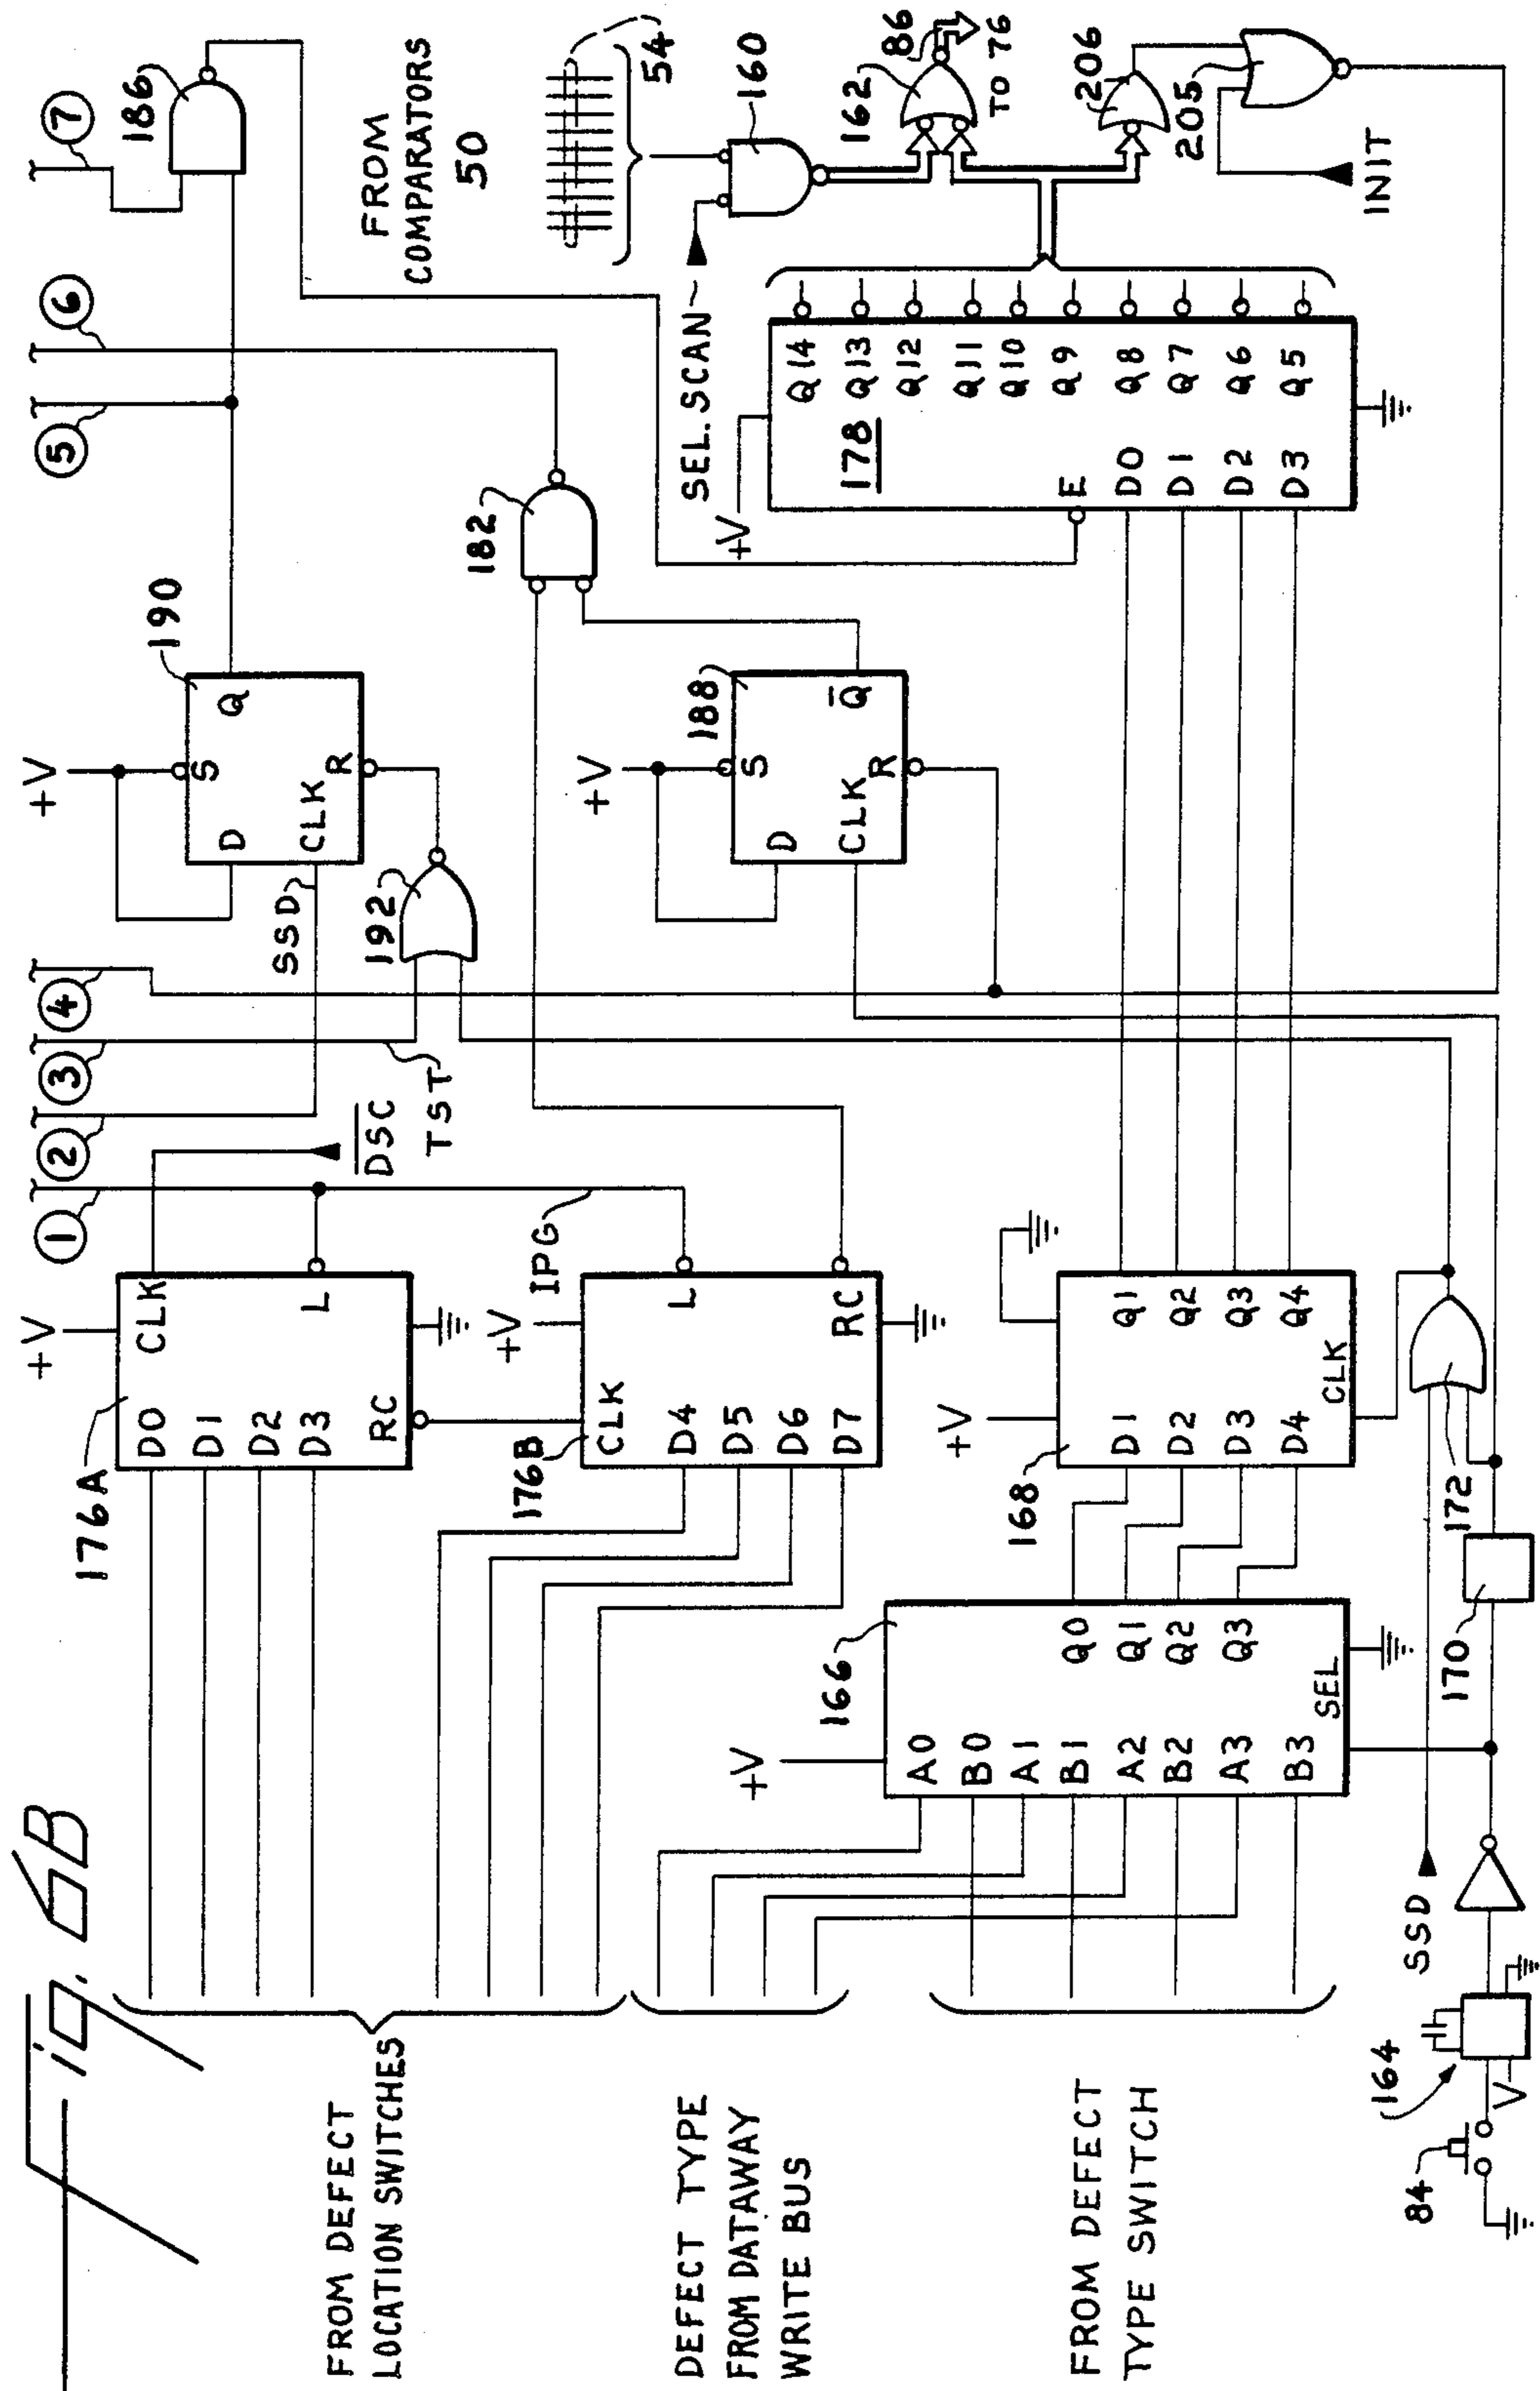 Fig. 6B
FROM DEFECT
LOCATION SWITCHES
DEFECT TYPE
FROM DATAWAY
WRITE BUS
FROM DEFECT
TYPE SWITCH
176A
+V
D0
D1
D2
D3
CLK
L
RC
176B
+V
CLK
D4
D5
D6
D7
L
RC
IPG
1
2
3
4
5
6
7
DSC
TST
SSD
+V
190
S
D
Q
CLK
R
192
186
182
+V
188
S
D
Q
CLK
R
FROM
COMPARATORS
50
54
SEL.SCAN
160
162
86
TO 76
206
205
INIT
+V
178
Q14
Q13
Q12
Q11
Q10
Q9
Q8
Q7
Q6
Q5
E
D0
D1
D2
D3
+V
166
A0
B0
A1
B1
A2
B2
A3
B3
Q0
Q1
Q2
Q3
SEL
+V
168
D1
D2
D3
D4
Q1
Q2
Q3
Q4
CLK
170
172
SSD
164
84
V